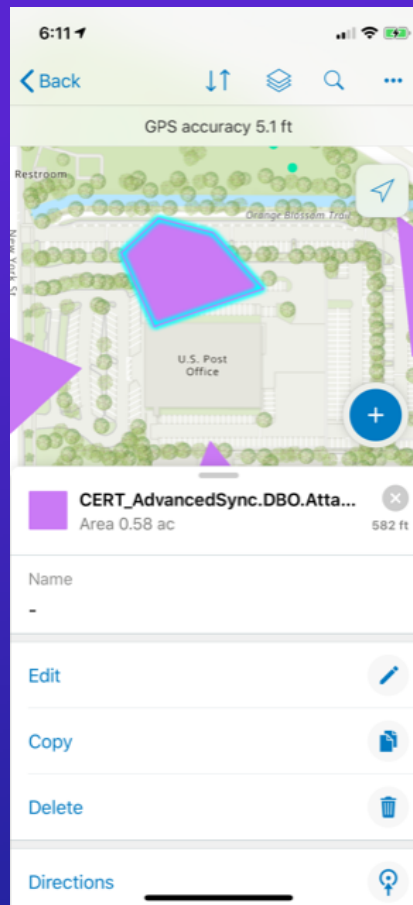 6:11
Back
GPS accuracy 5.1 ft
Restroom
Orange Blossom Trail
New York St
U.S. Post
Office
CERT_AdvancedSync.DBO.Atta...
Area 0.58 ac
582 ft
Name
-
Edit
Copy
Delete
Directions